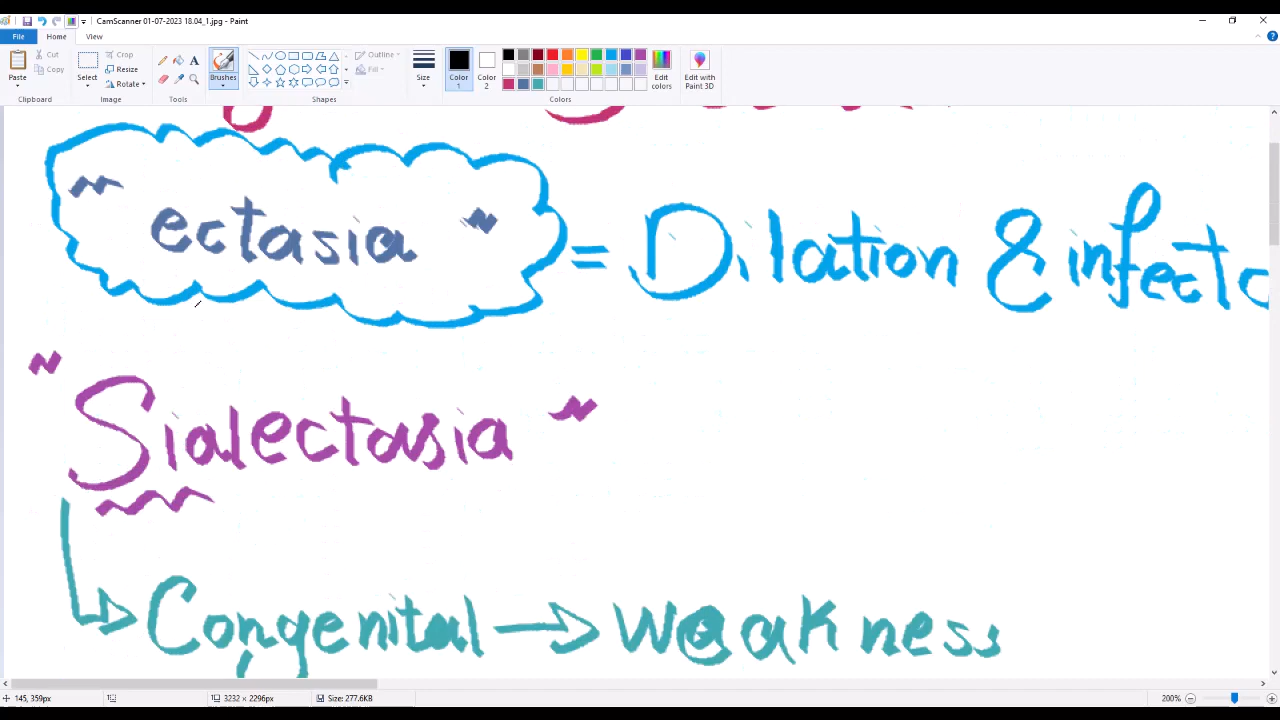 CamScanner 01-07-2023 18.04_1.jpg - Paint
File Home View
Paste Cut Copy Clipboard
Select Crop Resize Rotate Image
Tools
Brushes
Shapes
Outline Fill
Size
Color 1 Color 2 Edit colors Colors
Edit with Paint 3D
" ectasia " = Dilation & infect
" Sialectasia "
Congenital → Weakness
145, 359px 3232 × 2296px Size: 277.6KB 200%